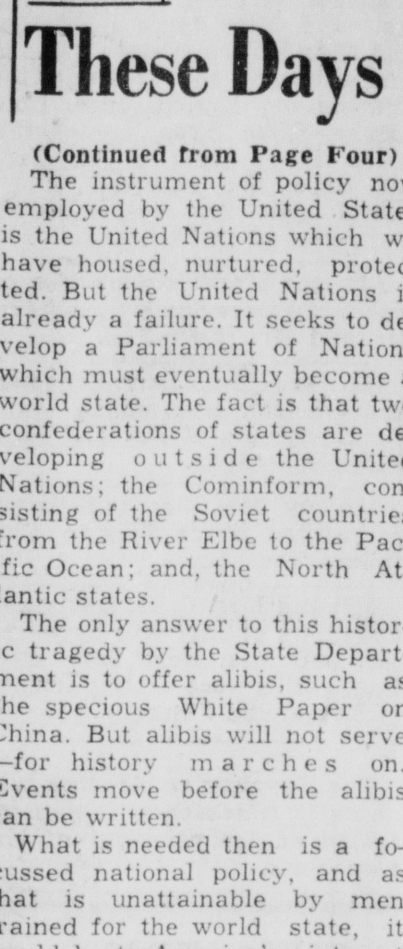 These Days
(Continued from Page Four)
The instrument of policy no
employed by the United State
is the United Nations which w
have housed, nurtured, protec
ted. But the United Nations i
already a failure. It seeks to de
velop a Parliament of Nation
which must eventually become
world state. The fact is that tw
confederations of states are de
veloping outside the Unite
Nations; the Cominform, con
sisting of the Soviet countrie
from the River Elbe to the Pac
fic Ocean; and, the North At
lantic states.
The only answer to this histor
c tragedy by the State Depart
ment is to offer alibis, such as
he specious White Paper on
China. But alibis will not serve
—for history marches on.
Events move before the alibis
an be written.
What is needed then is a fo-
cussed national policy, and as
hat is unattainable by men
rained for the world state, it